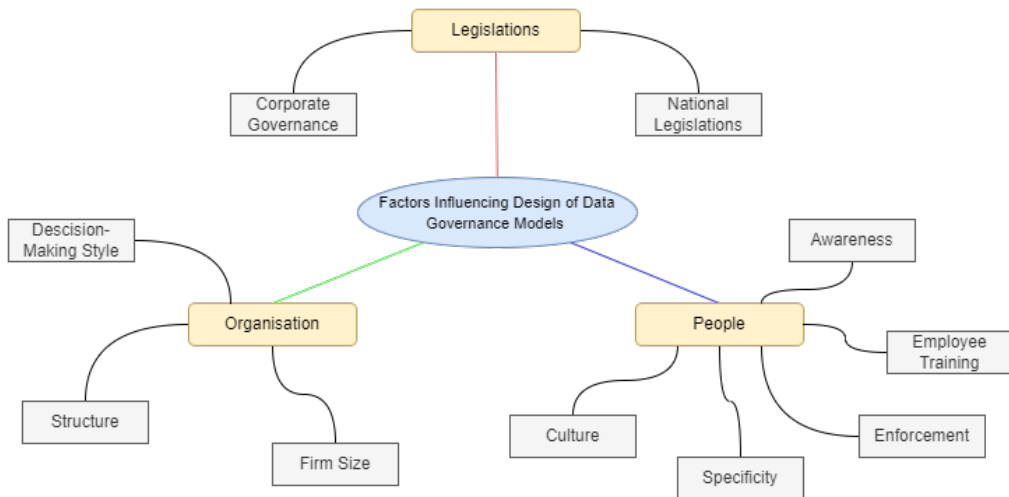 Legislations
Corporate
Governance
National
Legislations
Factors Influencing Design of Data
Governance Models
Descision-
Making Style
Awareness
Organisation
People
Employee
Training
Structure
Culture
Enforcement
Firm Size
Specificity